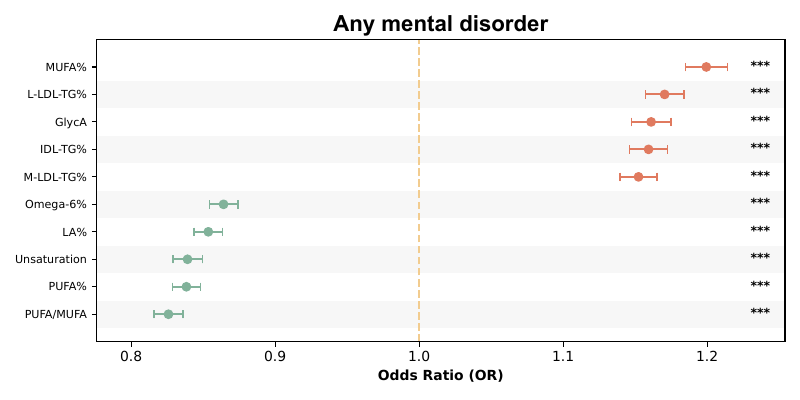 Any mental disorder
MUFA% ***
L-LDL-TG% ***
GlycA ***
IDL-TG% ***
M-LDL-TG% ***
Omega-6% ***
LA% ***
Unsaturation ***
PUFA% ***
PUFA/MUFA ***
0.8 0.9 1.0 1.1 1.2
Odds Ratio (OR)